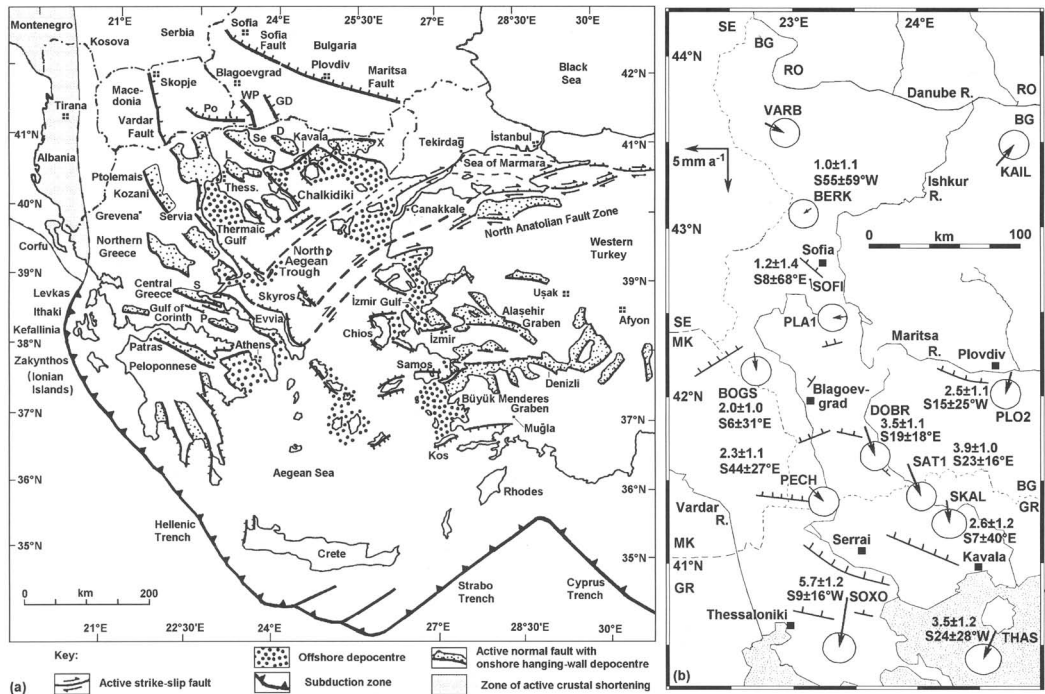 21°E
22°30'E
24°E
25°30'E
27°E
28°30'E
30°E
Montenegro
Kosova
Serbia
Sofia
Sofia
Fault
Bulgaria
Plovdiv
Maritsa
Fault
Black
Sea
42°N
Blagoevgrad
Skopje
Mace-
donia
WP
GD
Po
Tirana
Vardar
Fault
41°N
Albania
Se
D
Kavala
X
L
Tekirdağ
İstanbul
41°N
Sea of Marmara
Ptolemais
Kozani
Thess.
Chalkidiki
40°N
Grevena
Servia
Canakkale
North Anatolian Fault Zone
40°N
Thermaic
Gulf
Corfu
Northern
Greece
North
Aegean
Trough
Western
Turkey
39°N
39°N
Levkas
Central
Greece
S
Skyros
İzmir Gulf
Uşak
Ithaki
Gulf of
Corinth
P
Evvia
Alaşehir
Graben
Afyon
Kefallinia
38°N
Chios
İzmir
38°N
Patras
Athens
Zakynthos
Peloponnese
Samos
Denizli
(Ionian
Islands)
Büyük Menderes
Graben
37°N
37°N
Muğla
Kos
Aegean Sea
36°N
Rhodes
36°N
Hellenic
Trench
Crete
35°N
35°N
Strabo
Trench
Cyprus
Trench
0 km 200
21°E
22°30'E
24°E
27°E
28°30'E
30°E
Key:
Offshore depocentre
Active normal fault with
onshore hanging-wall depocentre
(a)
Active strike-slip fault
Subduction zone
Zone of active crustal shortening
23°E
24°E
SE
BG
44°N
RO
Danube R.
RO
VARB
BG
5 mm a⁻¹
KAIL
1.0±1.1
S55±59°W
BERK
Ishkur
R.
43°N
0 km 100
Sofia
1.2±1.4
S8±68°E
SOFI
PLA1
SE
MK
Maritsa
R.
Plovdiv
BOGS
2.0±1.0
S6±31°E
42°N
Blagoev-
grad
2.5±1.1
S15±25°W
PLO2
DOBR
3.5±1.1
S19±18°E
2.3±1.1
S44±27°E
PECH
SAT1
3.9±1.0
S23±16°E
BG
GR
SKAL
2.6±1.2
S7±40°E
Vardar
R.
MK
GR
41°N
Serrai
Kavala
5.7±1.2
S9±16°W
SOXO
Thessaloniki
3.5±1.2
S24±28°W
THAS
(b)